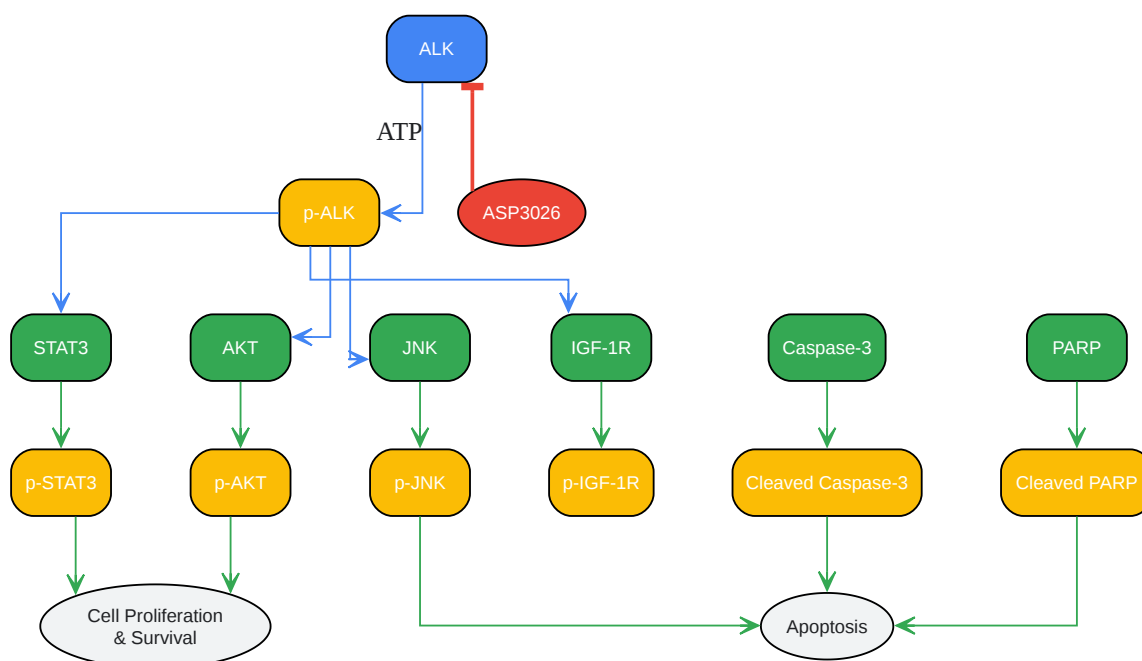 ALK
ATP
p-ALK
ASP3026
STAT3
AKT
JNK
IGF-1R
Caspase-3
PARP
p-STAT3
p-AKT
p-JNK
p-IGF-1R
Cleaved Caspase-3
Cleaved PARP
Cell Proliferation
& Survival
Apoptosis